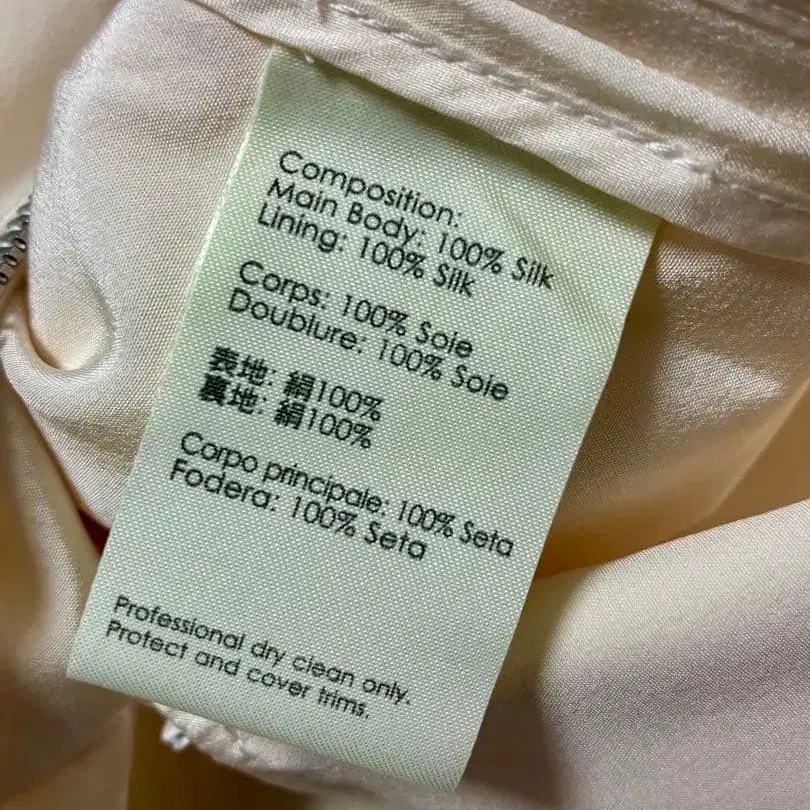 Composition:
Main Body: 100% Silk
Lining: 100% Silk
Corps: 100% Soie
Doublure: 100% Soie
表地: 絹100%
裏地: 絹100%
Corpo principale: 100% Seta
Fodera: 100% Seta
Professional dry clean only.
Protect and cover trims.